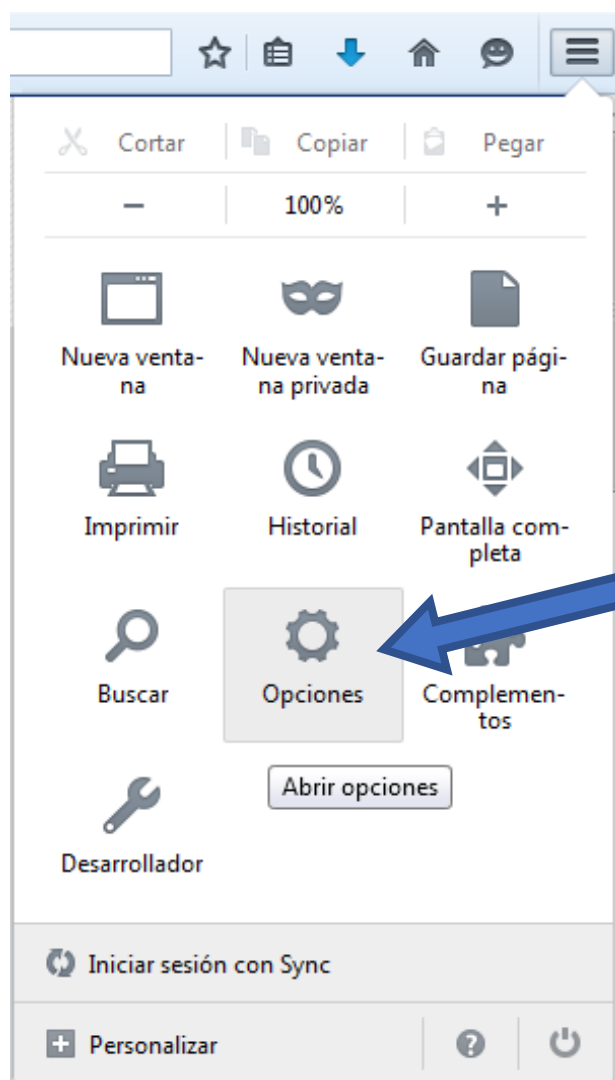 Cortar Copiar Pegar
− 100% +
Nueva venta-
na
Nueva venta-
na privada
Guardar pági-
na
Imprimir
Historial
Pantalla com-
pleta
Buscar
Opciones
Complemen-
tos
Abrir opciones
Desarrollador
Iniciar sesión con Sync
Personalizar